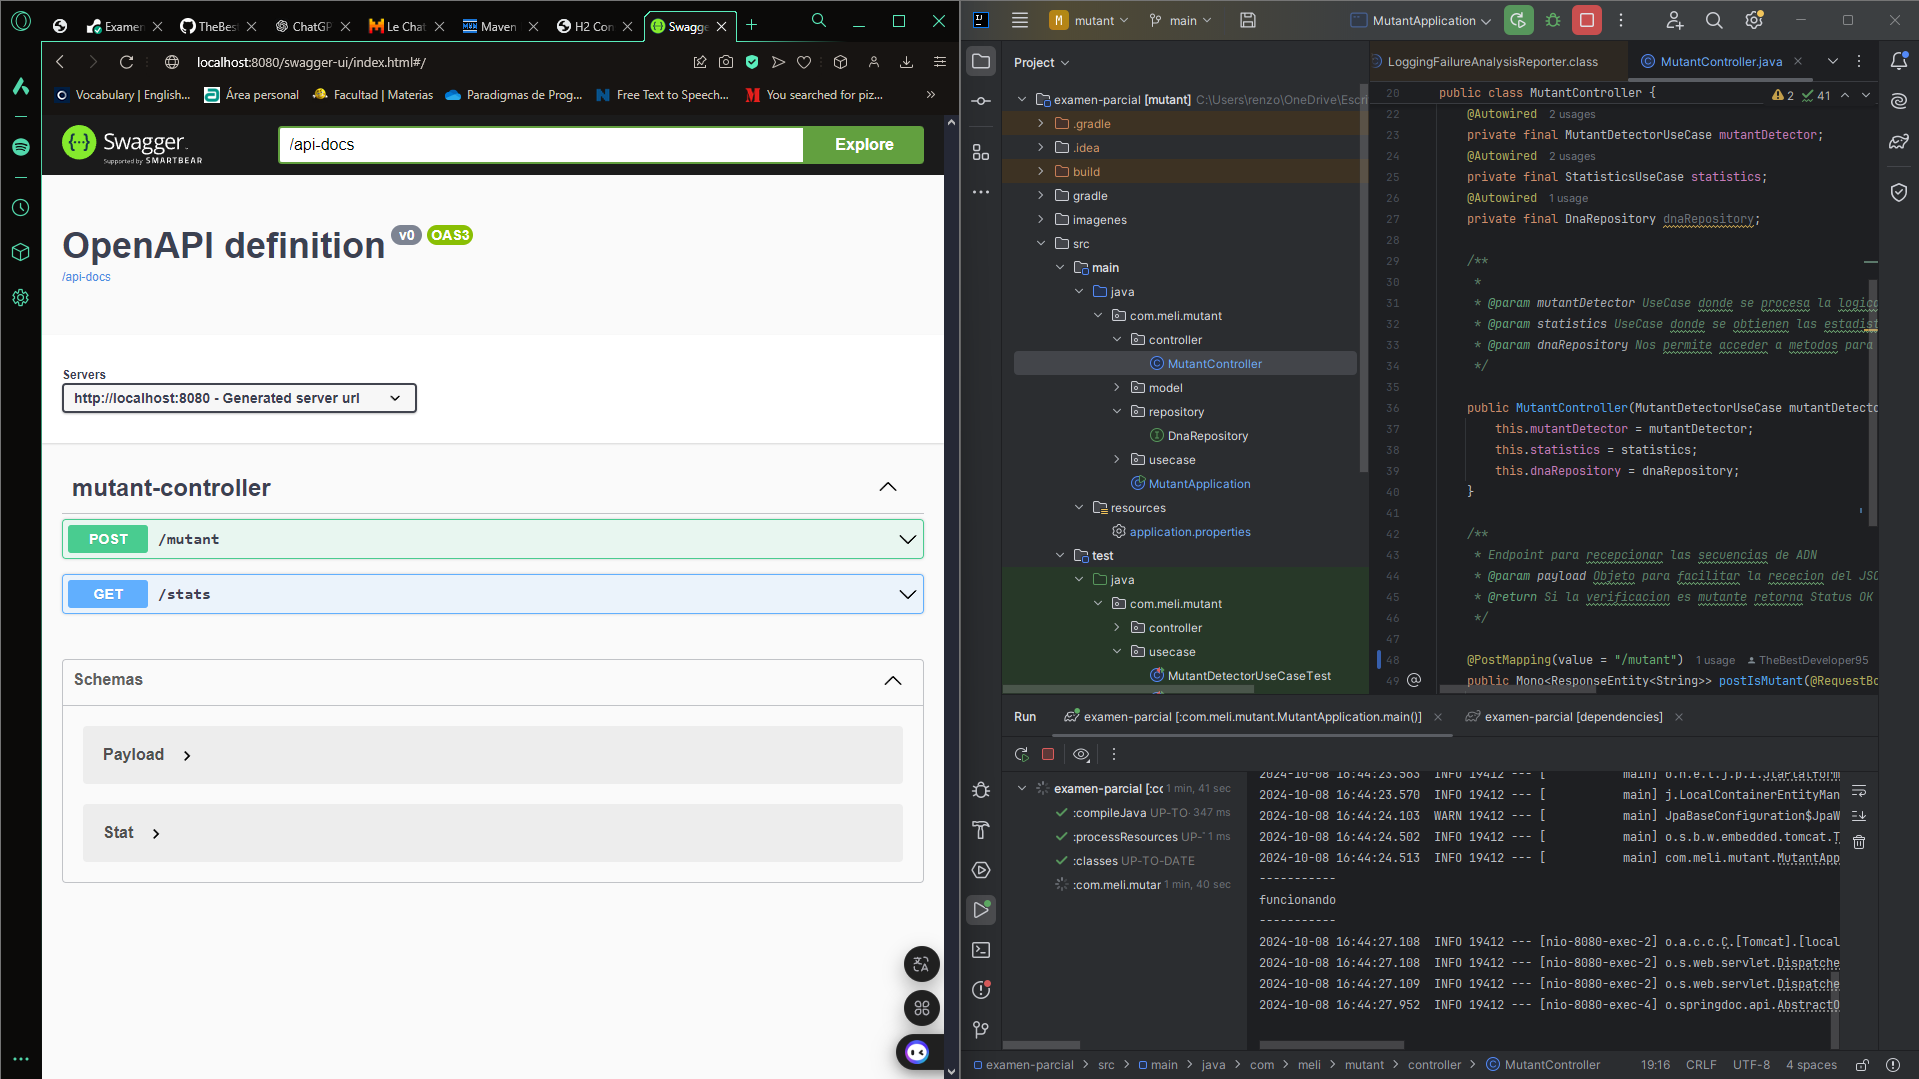 Examen
TheBes
ChatGP
Le Chat
Maven
H2 Con
Swagge
localhost:8080/swagger-ui/index.html#/
Vocabulary | English...
Área personal
Facultad | Materias
Paradigmas de Prog...
Free Text to Speech...
You searched for piz...
Swagger
Supported by SMARTBEAR
/api-docs
Explore
OpenAPI definition
v0
OAS3
/api-docs
Servers
http://localhost:8080 - Generated server url
mutant-controller
POST
/mutant
GET
/stats
Schemas
Payload
Stat
M mutant
main
MutantApplication
Project
LoggingFailureAnalysisReporter.class
MutantController.java
examen-parcial [mutant] C:\Users\renzo\OneDrive\Escri
.gradle
.idea
build
gradle
imagenes
src
main
java
com.meli.mutant
controller
MutantController
model
repository
DnaRepository
usecase
MutantApplication
resources
application.properties
test
java
com.meli.mutant
controller
usecase
MutantDetectorUseCaseTest
20 public class MutantController {
2 41
22 @Autowired 2 usages
23 private final MutantDetectorUseCase mutantDetector;
24 @Autowired 2 usages
25 private final StatisticsUseCase statistics;
26 @Autowired 1 usage
27 private final DnaRepository dnaRepository;
28
29 /**
30 *
31 * @param mutantDetector UseCase donde se procesa la logica
32 * @param statistics UseCase donde se obtienen las estadist
33 * @param dnaRepository Nos permite acceder a metodos para
34 */
35
36 public MutantController(MutantDetectorUseCase mutantDetecto
37 this.mutantDetector = mutantDetector;
38 this.statistics = statistics;
39 this.dnaRepository = dnaRepository;
40 }
41
42 /**
43 * Endpoint para recepcionar las secuencias de ADN
44 * @param payload Objeto para facilitar la rececion del JSO
45 * @return Si la verificacion es mutante retorna Status OK
46 */
47
48 @PostMapping(value = "/mutant") 1 usage TheBestDeveloper95
49 public Mono<ResponseEntity<String>> postIsMutant(@RequestBo
Run
examen-parcial [:com.meli.mutant.MutantApplication.main()]
examen-parcial [dependencies]
examen-parcial [:cc 1 min, 41 sec
:compileJava UP-TO- 347 ms
:processResources UP-T 1 ms
:classes UP-TO-DATE
:com.meli.mutar 1 min, 40 sec
2024-10-08 16:44:23.563 INFO 19412 --- [ main] o.h.e.t.j.p.i.JtaPlatform
2024-10-08 16:44:23.570 INFO 19412 --- [ main] j.LocalContainerEntityMan
2024-10-08 16:44:24.103 WARN 19412 --- [ main] JpaBaseConfiguration$JpaW
2024-10-08 16:44:24.502 INFO 19412 --- [ main] o.s.b.w.embedded.tomcat.T
2024-10-08 16:44:24.513 INFO 19412 --- [ main] com.meli.mutant.MutantApp
-----------
funcionando
-----------
2024-10-08 16:44:27.108 INFO 19412 --- [nio-8080-exec-2] o.a.c.c.C.[Tomcat].[local
2024-10-08 16:44:27.108 INFO 19412 --- [nio-8080-exec-2] o.s.web.servlet.Dispatche
2024-10-08 16:44:27.109 INFO 19412 --- [nio-8080-exec-2] o.s.web.servlet.Dispatche
2024-10-08 16:44:27.952 INFO 19412 --- [nio-8080-exec-4] o.springdoc.api.AbstractO
examen-parcial > src > main > java > com > meli > mutant > controller > MutantController
19:16 CRLF UTF-8 4 spaces